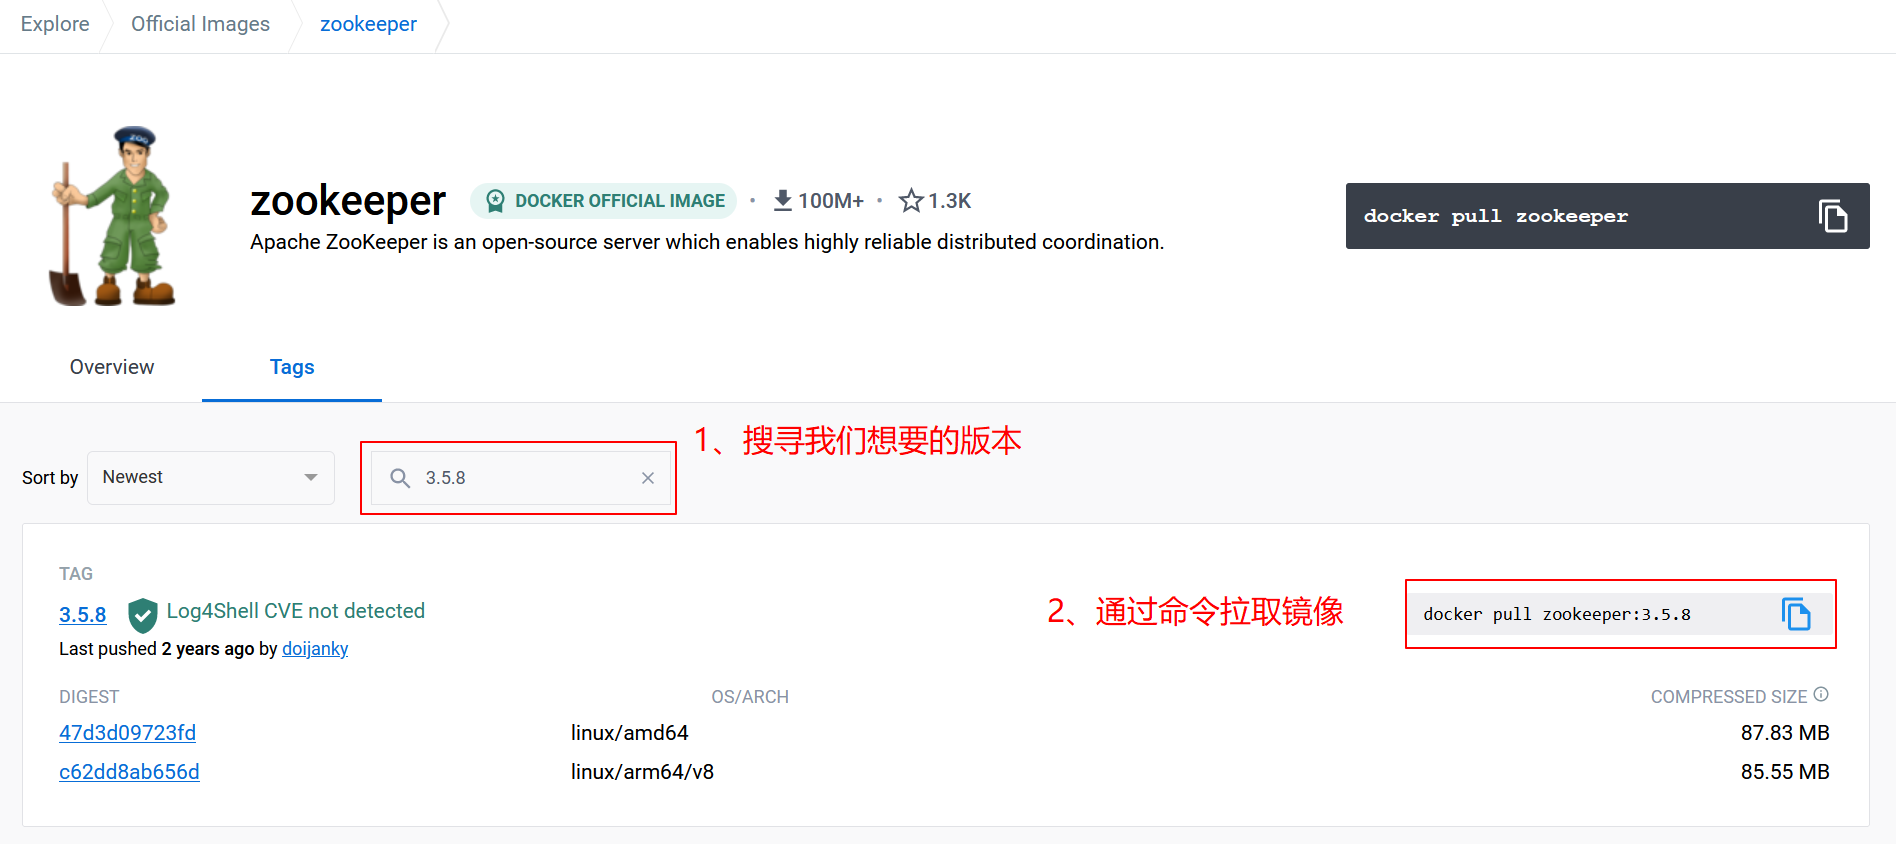 Explore Official Images zookeeper
ZOO
zookeeper DOCKER OFFICIAL IMAGE • 100M+ • 1.3K
Apache ZooKeeper is an open-source server which enables highly reliable distributed coordination.
docker pull zookeeper
Overview Tags
1、搜寻我们想要的版本
Sort by Newest 3.5.8
TAG
3.5.8 Log4Shell CVE not detected
Last pushed 2 years ago by doijanky
2、通过命令拉取镜像
docker pull zookeeper:3.5.8
DIGEST OS/ARCH COMPRESSED SIZE
47d3d09723fd linux/amd64 87.83 MB
c62dd8ab656d linux/arm64/v8 85.55 MB